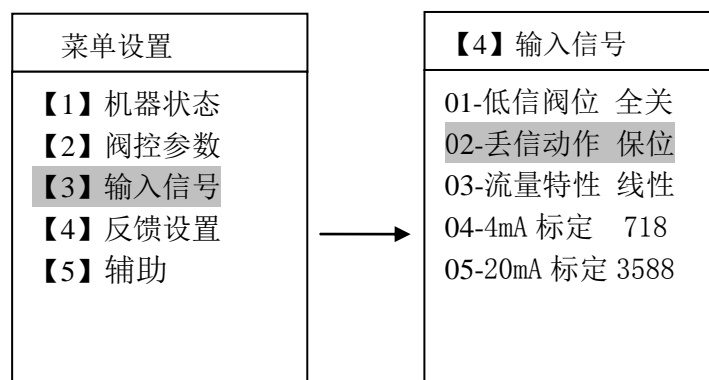 菜单设置
【1】机器状态
【2】阀控参数
【3】输入信号
【4】反馈设置
【5】辅助
【4】输入信号
01-低信阀位 全关
02-丢信动作 保位
03-流量特性 线性
04-4mA 标定 718
05-20mA 标定 3588